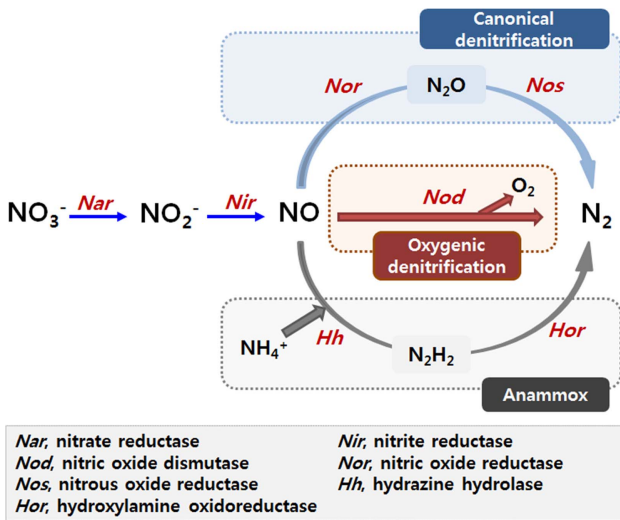 Canonical
denitrification
Nor
N₂O
Nos
NO₃⁻ Nar NO₂⁻ Nir NO Nod O₂ N₂
Oxygenic
denitrification
NH₄⁺ Hh N₂H₂ Hor
Anammox
Nar, nitrate reductase
Nir, nitrite reductase
Nod, nitric oxide dismutase
Nor, nitric oxide reductase
Nos, nitrous oxide reductase
Hh, hydrazine hydrolase
Hor, hydroxylamine oxidoreductase